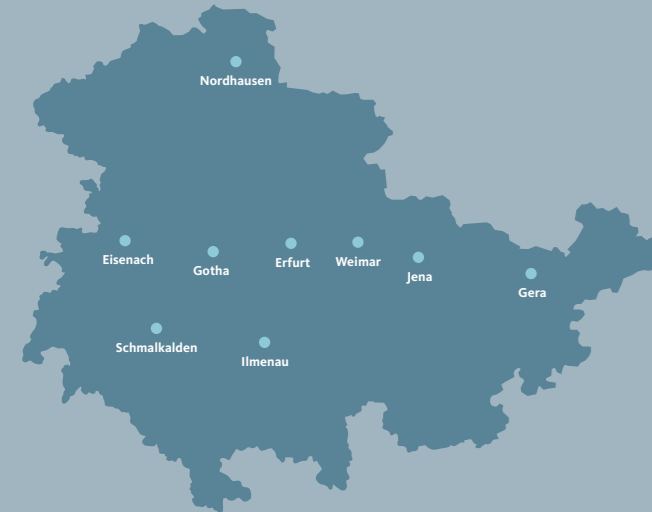 Nordhausen
Eisenach
Gotha
Erfurt
Weimar
Jena
Gera
Schmalkalden
Ilmenau